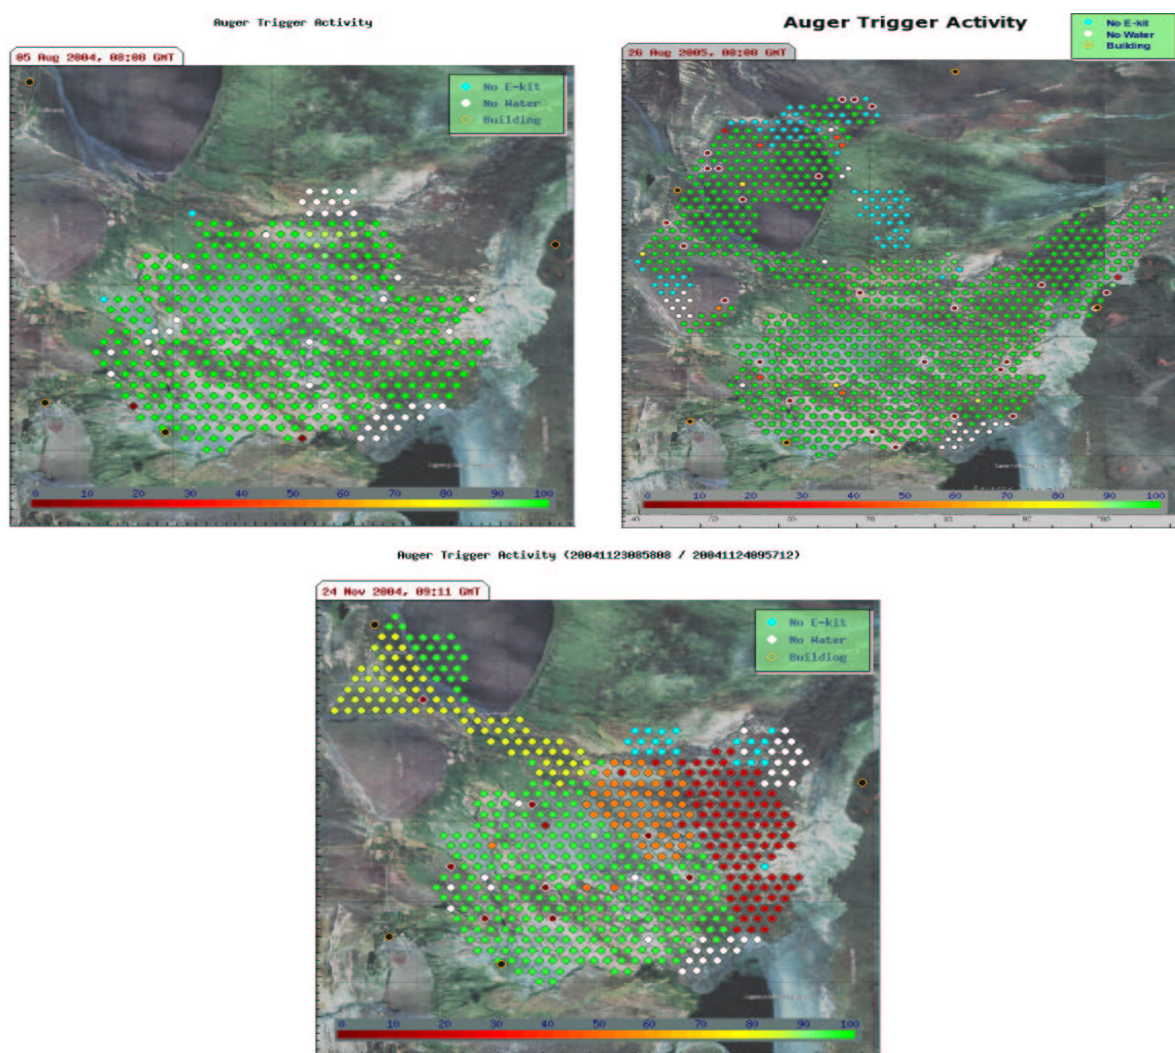 Auger Trigger Activity
05 Aug 2004, 08:00 GMT
No E-kit
No Water
Building
0 10 20 30 40 50 60 70 80 90 100
Auger Trigger Activity
No E-kit
No Water
Building
26 Aug 2005, 08:00 GMT
0 10 20 30 40 50 60 70 80 90 100
Auger Trigger Activity (20041123085808 / 20041124095712)
24 Nov 2004, 09:11 GMT
No E-kit
No Water
Building
0 10 20 30 40 50 60 70 80 90 100